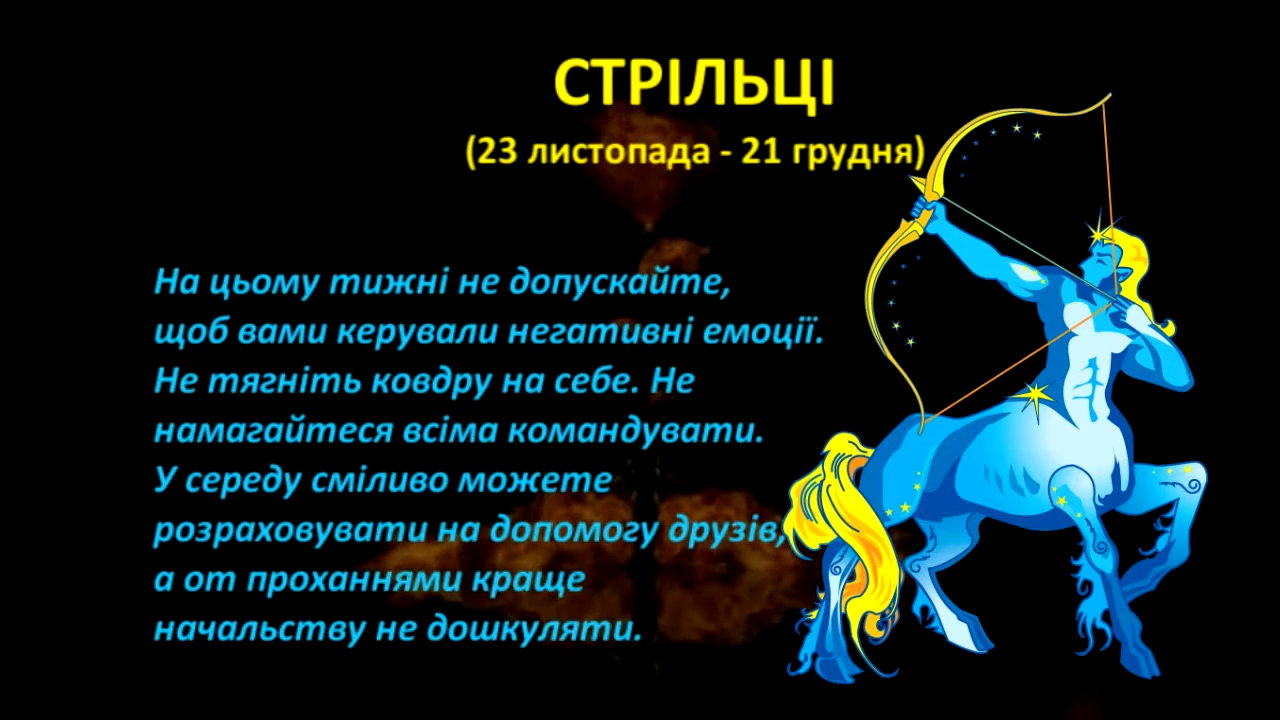 СТРІЛЬЦІ
(23 листопада - 21 грудня)
На цьому тижні не допускайте,
щоб вами керували негативні емоції.
Не тягніть ковдру на себе. Не
намагайтеся всіма командувати.
У середу сміливо можете
розраховувати на допомогу друзів,
а от проханнями краще
начальству не дошкуляти.